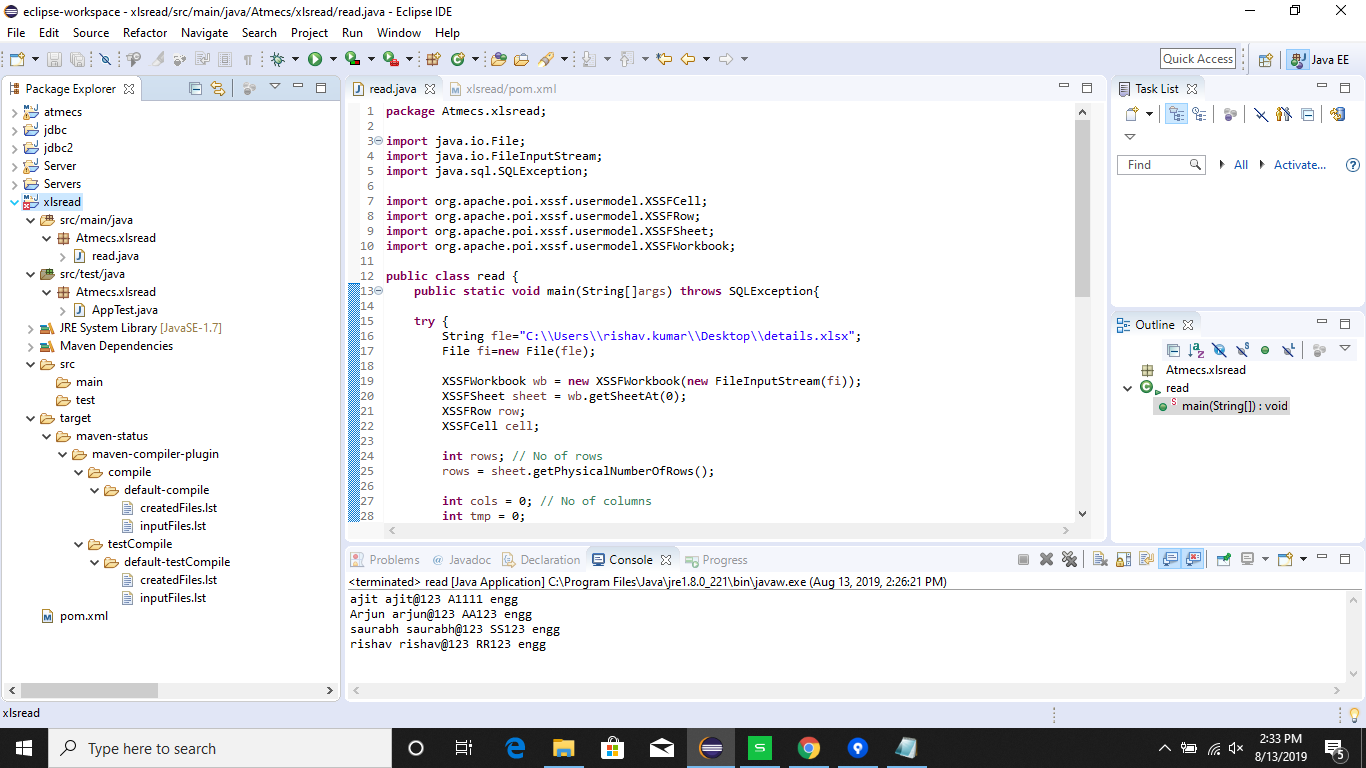 eclipse-workspace - xlsread/src/main/java/Atmecs/xlsread/read.java - Eclipse IDE
File Edit Source Refactor Navigate Search Project Run Window Help
Quick Access
Java EE
Package Explorer
atmecs
jdbc
jdbc2
Server
Servers
xlsread
src/main/java
Atmecs.xlsread
read.java
src/test/java
Atmecs.xlsread
AppTest.java
JRE System Library [JavaSE-1.7]
Maven Dependencies
src
main
test
target
maven-status
maven-compiler-plugin
compile
default-compile
createdFiles.lst
inputFiles.lst
testCompile
default-testCompile
createdFiles.lst
inputFiles.lst
pom.xml
read.java xlsread/pom.xml
1 package Atmecs.xlsread;
2
3 import java.io.File;
4 import java.io.FileInputStream;
5 import java.sql.SQLException;
6
7 import org.apache.poi.xssf.usermodel.XSSFCell;
8 import org.apache.poi.xssf.usermodel.XSSFRow;
9 import org.apache.poi.xssf.usermodel.XSSFSheet;
10 import org.apache.poi.xssf.usermodel.XSSFWorkbook;
11
12 public class read {
13 public static void main(String[]args) throws SQLException{
14
15 try {
16 String fle="C:\\Users\\rishav.kumar\\Desktop\\details.xlsx";
17 File fi=new File(fle);
18
19 XSSFWorkbook wb = new XSSFWorkbook(new FileInputStream(fi));
20 XSSFSheet sheet = wb.getSheetAt(0);
21 XSSFRow row;
22 XSSFCell cell;
23
24 int rows; // No of rows
25 rows = sheet.getPhysicalNumberOfRows();
26
27 int cols = 0; // No of columns
28 int tmp = 0;
Task List
Find
All
Activate...
Outline
Atmecs.xlsread
read
main(String[]) : void
Problems Javadoc Declaration Console Progress
<terminated> read [Java Application] C:\Program Files\Java\jre1.8.0_221\bin\javaw.exe (Aug 13, 2019, 2:26:21 PM)
ajit ajit@123 A1111 engg
Arjun arjun@123 AA123 engg
saurabh saurabh@123 SS123 engg
rishav rishav@123 RR123 engg
xlsread
Type here to search
S
2:33 PM
8/13/2019
5